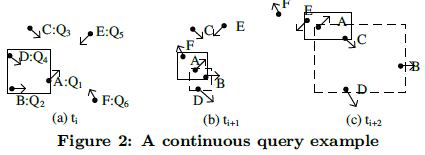 C:Q3
E:Q5
D:Q4
A:Q1
B:Q2
F:Q6
(a) ti
C
E
F
A
B
D
(b) ti+1
F
E
A
C
B
D
(c) ti+2
Figure 2: A continuous query example